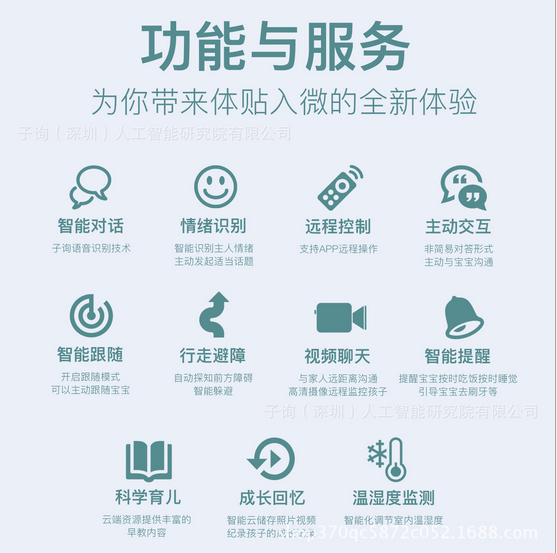 功能与服务
为你带来体贴入微的全新体验
子询（深圳）人工智能研究院有限公司
智能对话
子询语音识别技术
情绪识别
智能识别主人情绪
主动发起适当话题
远程控制
支持APP远程操作
主动交互
非简易对答形式
主动与宝宝沟通
智能跟随
开启跟随模式
可以主动跟随宝宝
行走避障
自动探知前方障碍
智能躲避
视频聊天
与家人远距离沟通
高清摄像远程监控孩子
智能提醒
提醒宝宝按时吃饭按时睡觉
引导宝宝去刷牙等
子询（深圳）人工智能研究院有限公司
科学育儿
云端资源提供丰富的
早教内容
成长回忆
智能云储存照片视频
纪录孩子的成长故事
温湿度监测
智能化调节室内温湿度